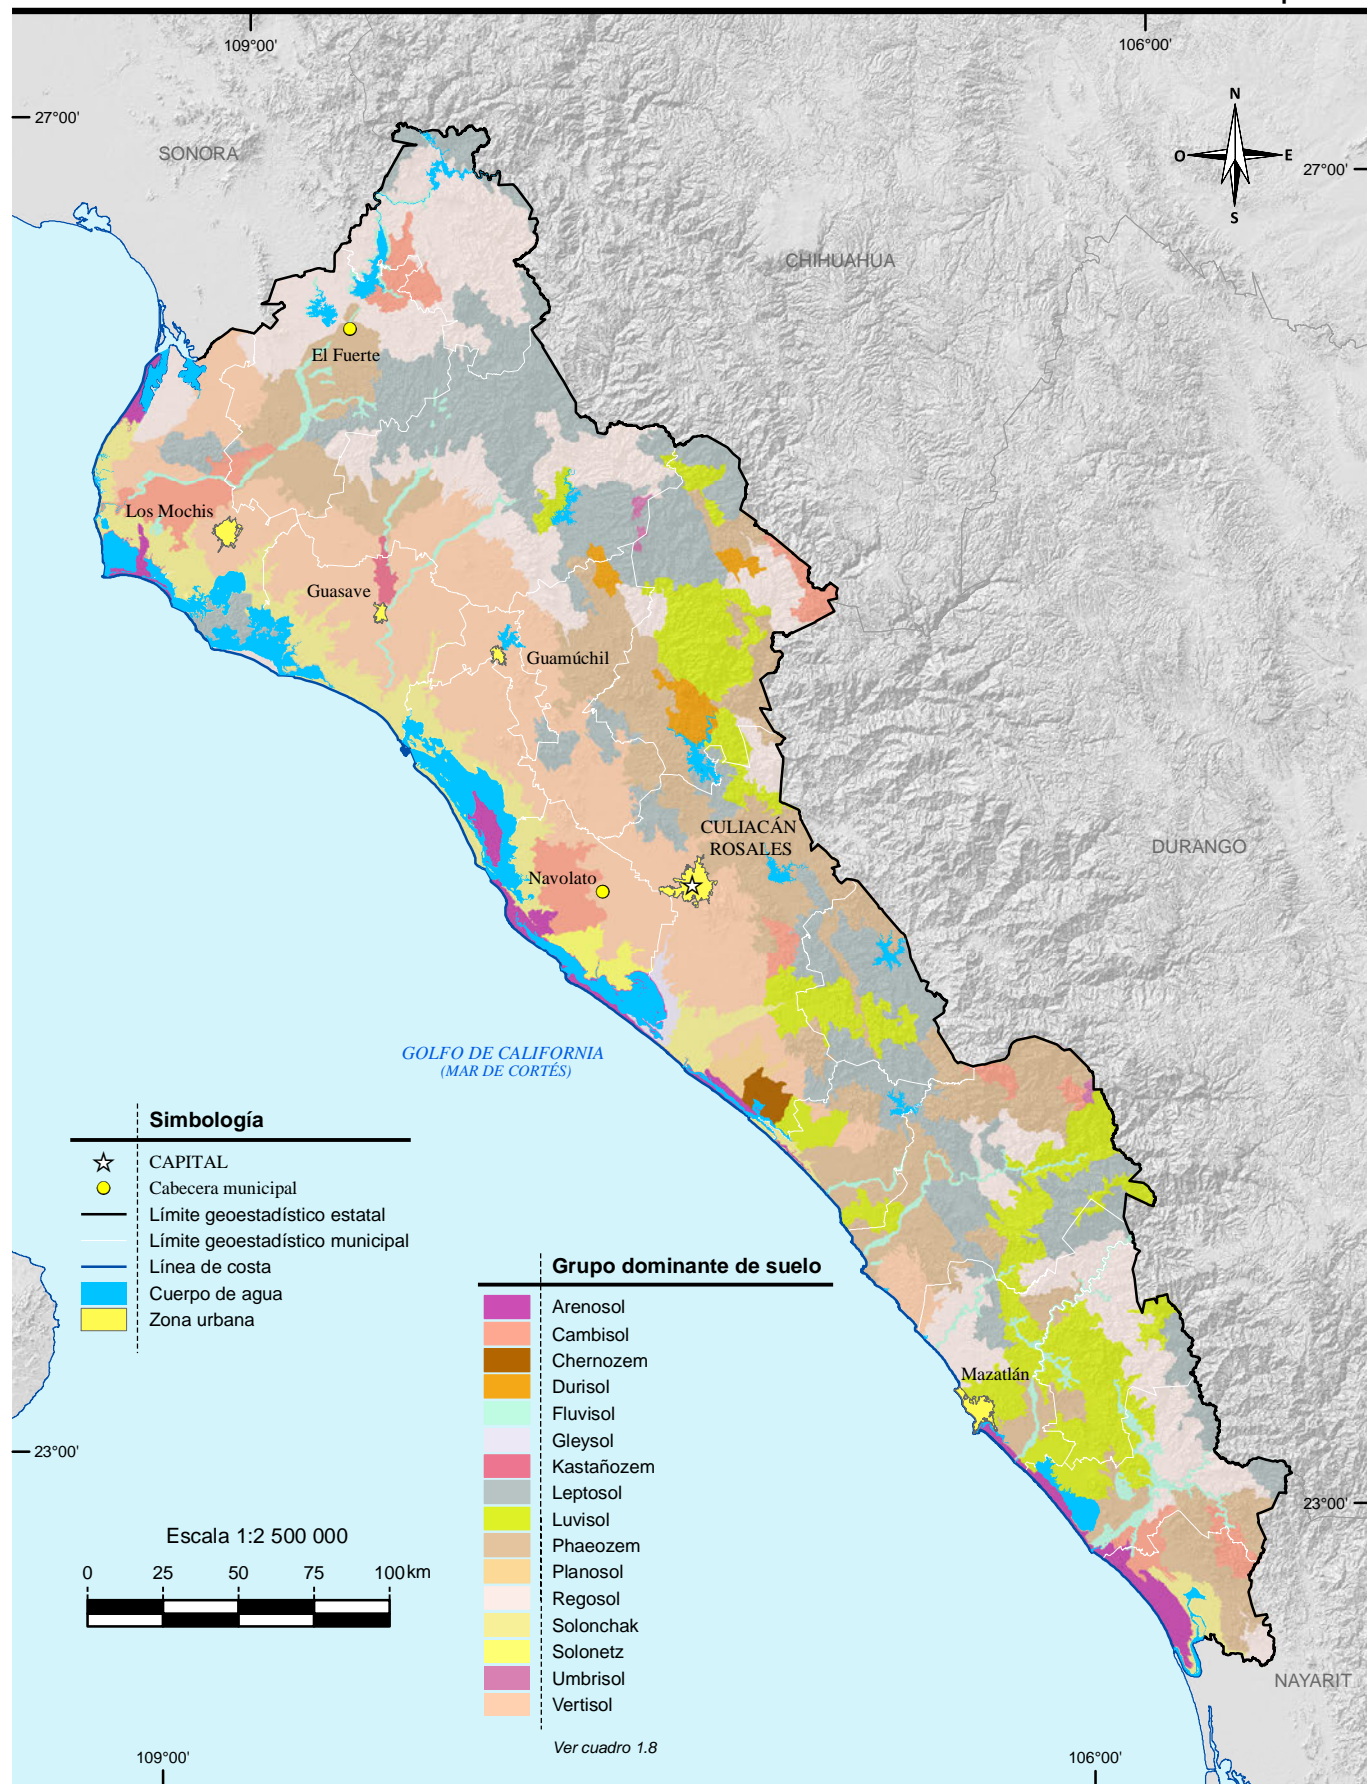 109°00'
106°00'
27°00'
27°00'
N
O
E
S
SONORA
CHIHUAHUA
El Fuerte
Los Mochis
Guasave
Guamúchil
CULIACÁN
ROSALES
DURANGO
Navolato
GOLFO DE CALIFORNIA
(MAR DE CORTÉS)
Simbología
CAPITAL
Cabecera municipal
Límite geoestadístico estatal
Límite geoestadístico municipal
Línea de costa
Cuerpo de agua
Zona urbana
Grupo dominante de suelo
Arenosol
Cambisol
Chernozem
Durisol
Fluvisol
Gleysol
Kastañozem
Leptosol
Luvisol
Phaeozem
Planosol
Regosol
Solonchak
Solonetz
Umbrisol
Vertisol
Ver cuadro 1.8
Mazatlán
23°00'
23°00'
Escala 1:2 500 000
0 25 50 75 100 km
NAYARIT
109°00'
106°00'